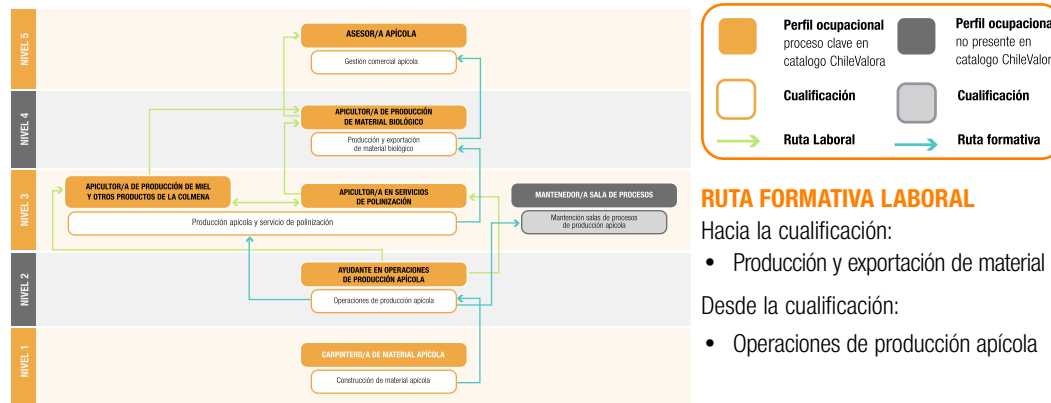 NIVEL 5
ASESOR/A APÍCOLA
Gestión comercial apícola
NIVEL 4
APICULTOR/A DE PRODUCCIÓN
DE MATERIAL BIOLÓGICO
Producción y exportación
de material biológico
NIVEL 3
APICULTOR/A DE PRODUCCIÓN DE MIEL
Y OTROS PRODUCTOS DE LA COLMENA
APICULTOR/A EN SERVICIOS
DE POLINIZACIÓN
Producción apícola y servicio de polinización
MANTENEDOR/A SALA DE PROCESOS
Mantención salas de procesos
de producción apícola
NIVEL 2
AYUDANTE EN OPERACIONES
DE PRODUCCIÓN APÍCOLA
Operaciones de producción apícola
NIVEL 1
CARPINTERO/A DE MATERIAL APÍCOLA
Construcción de material apícola
Perfil ocupacional
proceso clave en
catalogo ChileValora
Perfil ocupaciona
no presente en
catalogo ChileValor
Cualificación
Cualificación
Ruta Laboral
Ruta formativa
RUTA FORMATIVA LABORAL
Hacia la cualificación:
• Producción y exportación de material
Desde la cualificación:
• Operaciones de producción apícola